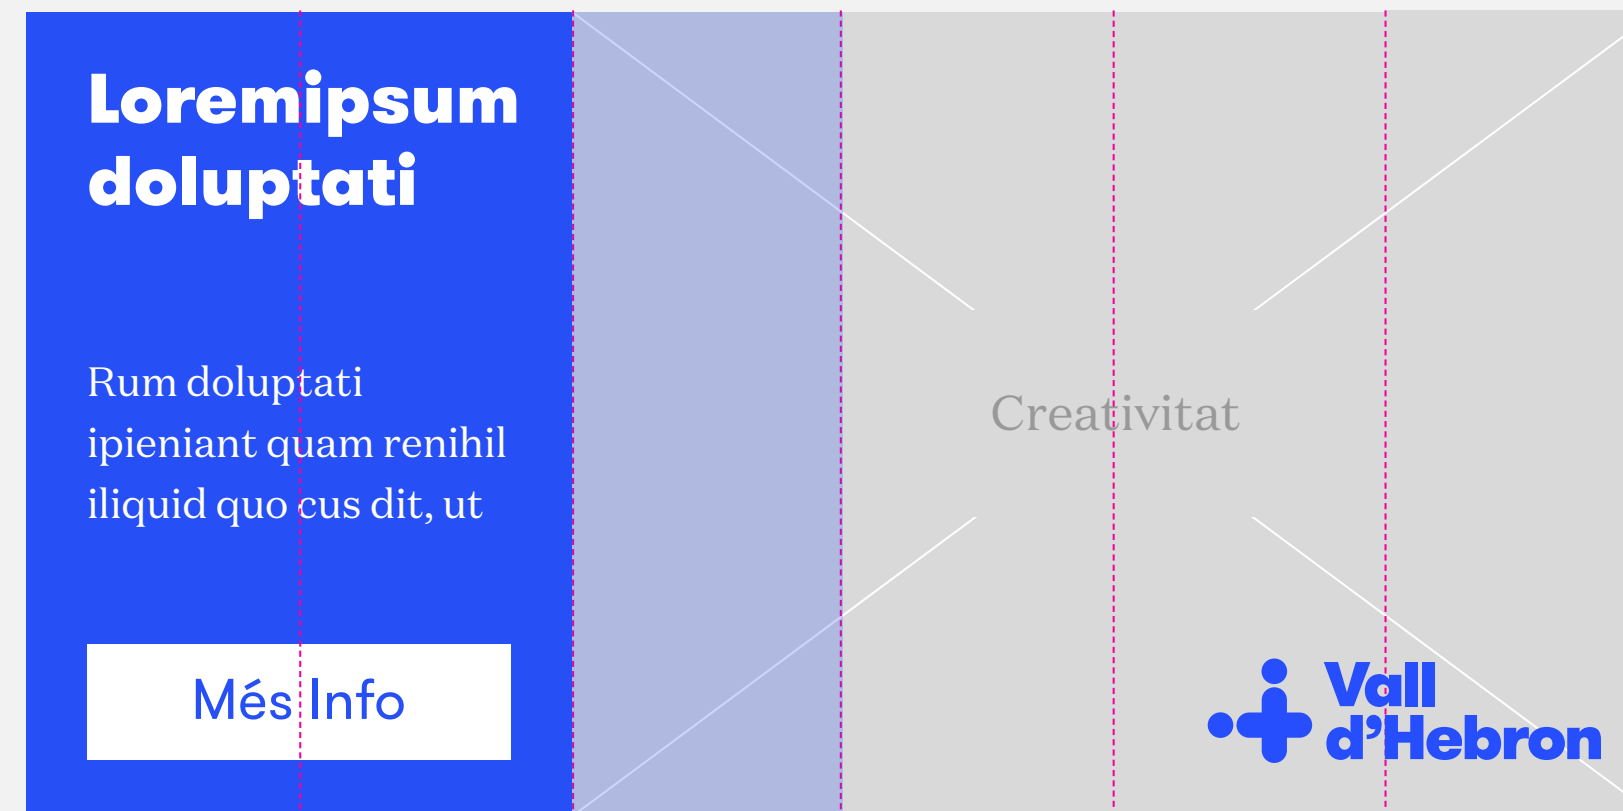 Loremipsum
doluptati
Rum doluptati
ipieniant quam renihil
iliquid quo cus dit, ut
Més Info
Creativitat
Vall
d’Hebron